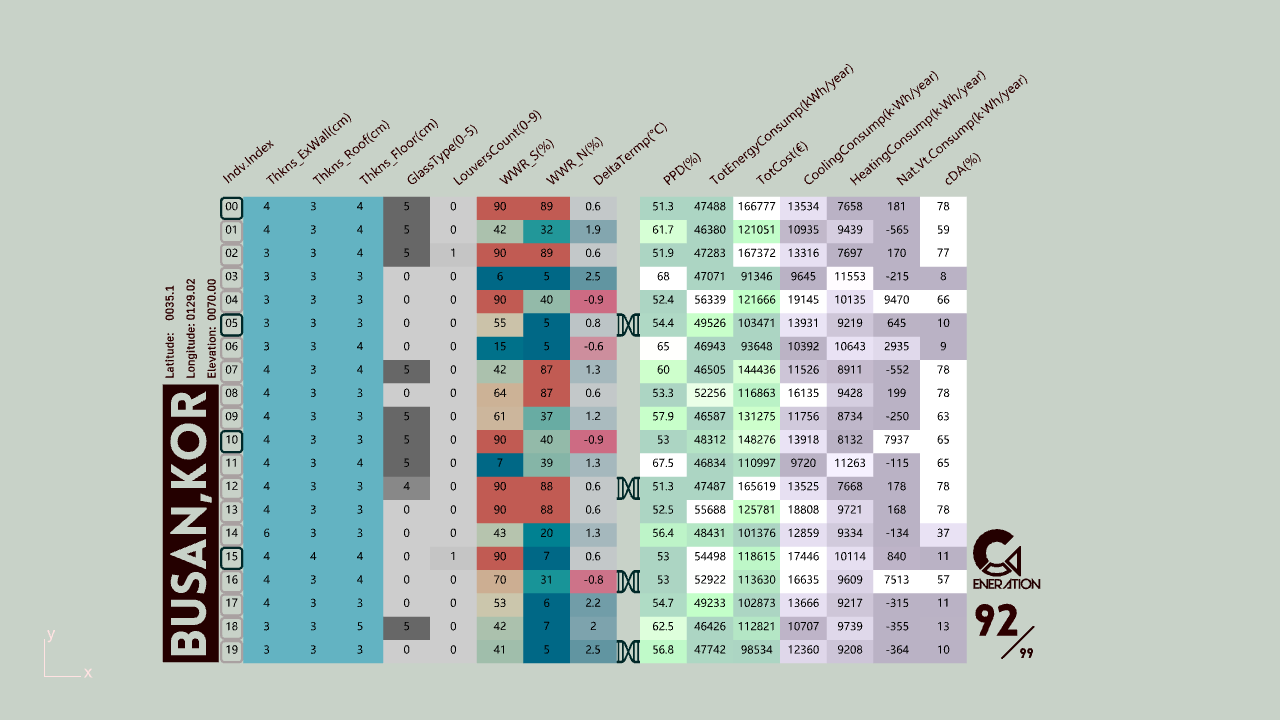 Indv.Index Thkns_ExWall(cm) Thkns_Roof(cm) Thkns_Floor(cm) GlassType(0-5) LouversCount(0-9) WWR_S(%) WWR_N(%) DeltaTermp(°C) PPD(%) TotEnergyConsump(kWh/year) TotCost(€) CoolingConsump(k·Wh/year) HeatingConsump(k·Wh/year) Nat.Vt.Consump(k·Wh/year) cDA(%)
00 4 3 4 5 0 90 89 0.6 51.3 47488 166777 13534 7658 181 78
01 4 3 4 5 0 42 32 1.9 61.7 46380 121051 10935 9439 -565 59
02 3 3 4 5 1 90 89 0.6 51.9 47283 167372 13316 7697 170 77
03 3 3 3 0 0 6 5 2.5 68 47071 91346 9645 11553 -215 8
04 3 3 3 0 0 90 40 -0.9 52.4 56339 121666 19145 10135 9470 66
05 3 3 3 0 0 55 5 0.8 54.4 49526 103471 13931 9219 645 10
06 3 3 4 0 0 15 5 -0.6 65 46943 93648 10392 10643 2935 9
07 4 3 4 5 0 42 87 1.3 60 46505 144436 11526 8911 -552 78
08 4 3 3 0 0 64 87 0.6 53.3 52256 116863 16135 9428 199 78
09 4 3 3 5 0 61 37 1.2 57.9 46587 131275 11756 8734 -250 63
10 4 3 3 5 0 90 40 -0.9 53 48312 148276 13918 8132 7937 65
11 4 3 4 5 0 7 39 1.3 67.5 46834 110997 9720 11263 -115 65
12 4 3 3 4 0 90 88 0.6 51.3 47487 165619 13525 7668 178 78
13 4 3 3 0 0 90 88 0.6 52.5 55688 125781 18808 9721 168 78
14 6 3 3 0 0 43 20 1.3 56.4 48431 101376 12859 9334 -134 37
15 4 4 4 0 1 90 7 0.6 53 54498 118615 17446 10114 840 11
16 4 3 4 0 0 70 31 -0.8 53 52922 113630 16635 9609 7513 57
17 4 3 3 0 0 53 6 2.2 54.7 49233 102873 13666 9217 -315 11
18 3 3 5 5 0 42 7 2 62.5 46426 112821 10707 9739 -355 13
19 3 3 3 0 0 41 5 2.5 56.8 47742 98534 12360 9208 -364 10
Latitude: 0035.1
Longitude: 0129.02
Elevation: 0070.00
BUSAN,KOR
ENERATION
92/99
y
x